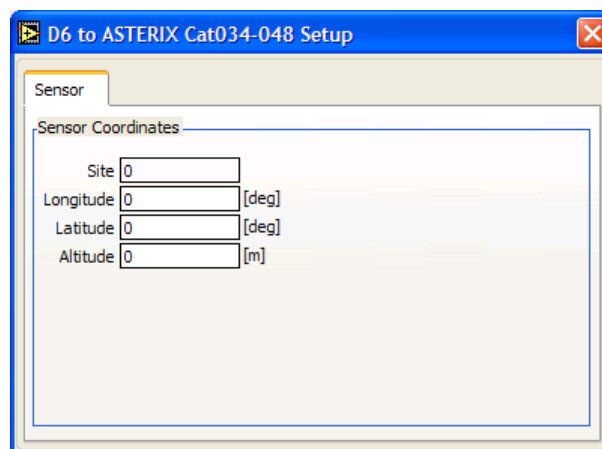 D6 to ASTERIX Cat034-048 Setup
Sensor
Sensor Coordinates
Site 0
Longitude 0 [deg]
Latitude 0 [deg]
Altitude 0 [m]